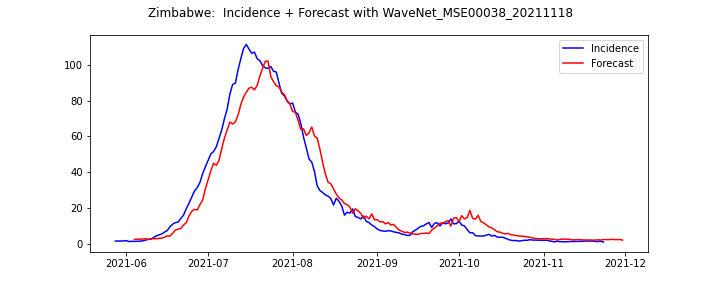 Zimbabwe:  Incidence + Forecast with WaveNet_MSE00038_20211118
Incidence
Forecast
100
80
60
40
20
0
2021-06 2021-07 2021-08 2021-09 2021-10 2021-11 2021-12